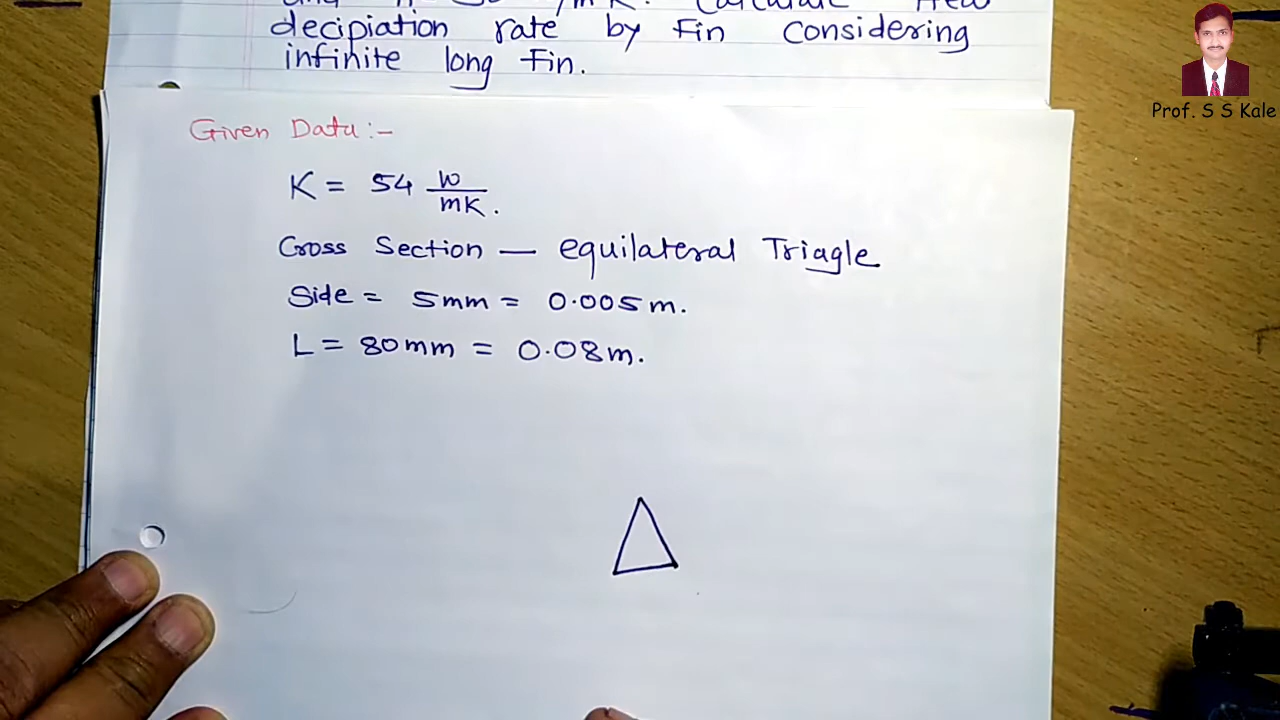 decipiation rate by Fin considering
infinite long Fin.
Prof. S S Kale
Given Data:-
K = 54 W/mK.
Cross Section — equilateral Triagle
Side = 5mm = 0.005m.
L = 80mm = 0.08m.